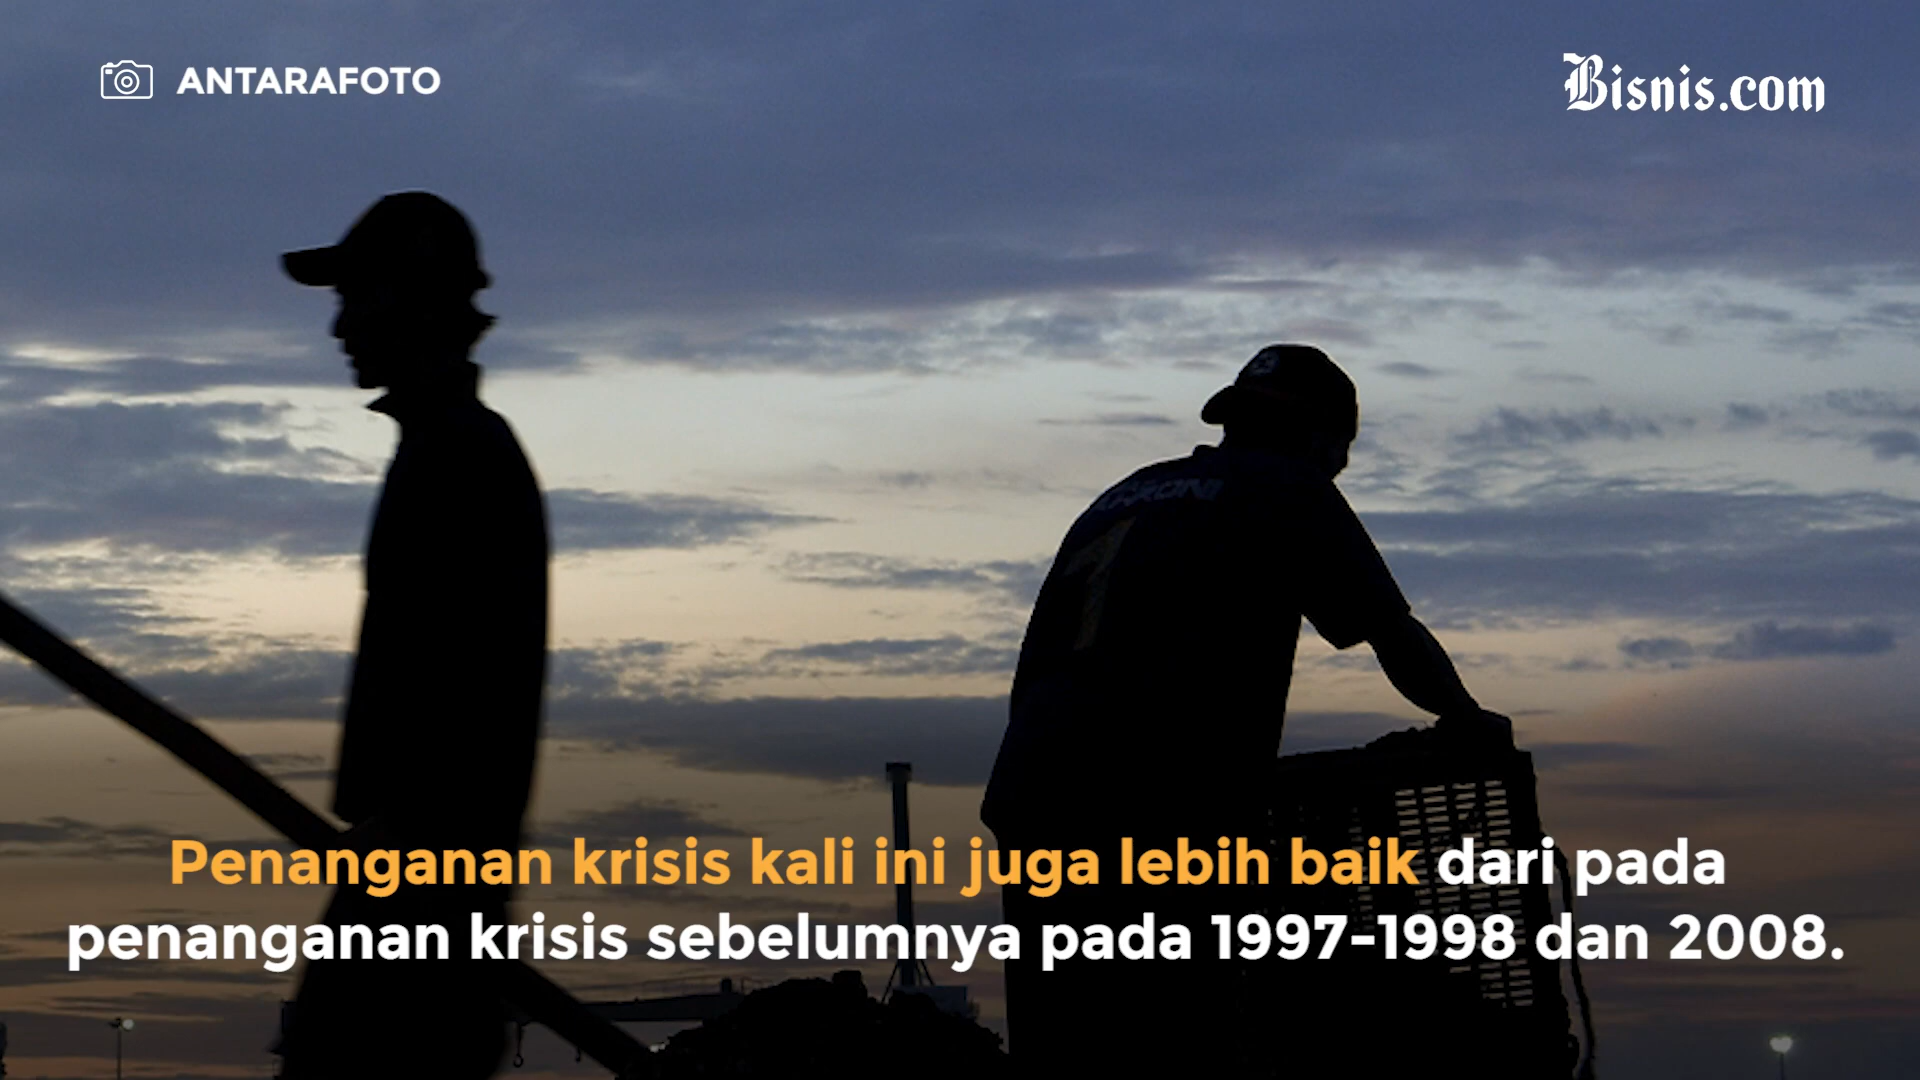 ANTARAFOTO
Bisnis.com
Penanganan krisis kali ini juga lebih baik dari pada
penanganan krisis sebelumnya pada 1997-1998 dan 2008.